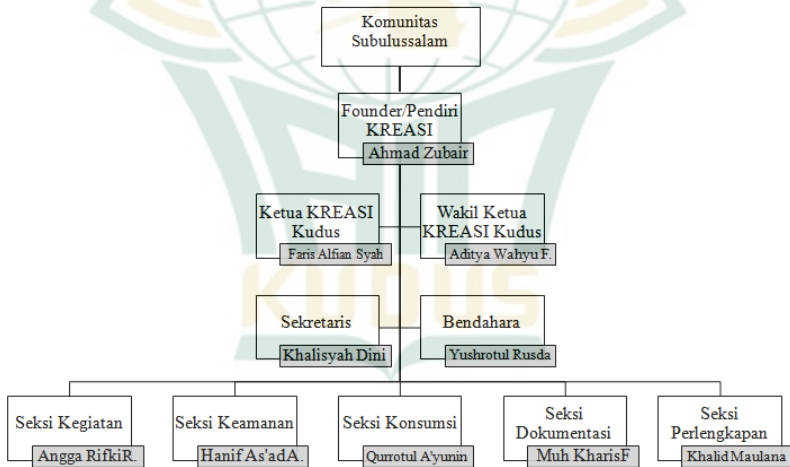 Komunitas
Subulussalam
Founder/Pendiri
KREASI
Ahmad Zubair
Ketua KREASI
Kudus
Faris Alfian Syah
Wakil Ketua
KREASI Kudus
Aditya Wahyu F.
KUDUS
Sekretaris
Khalisyah Dini
Bendahara
Yushrotul Rusda
Seksi Kegiatan
Angga RifkiR.
Seksi Keamanan
Hanif As'adA.
Seksi Konsumsi
Qurrotul A'yunin
Seksi
Dokumentasi
Muh KharisF
Seksi
Perlengkapan
Khalid Maulana